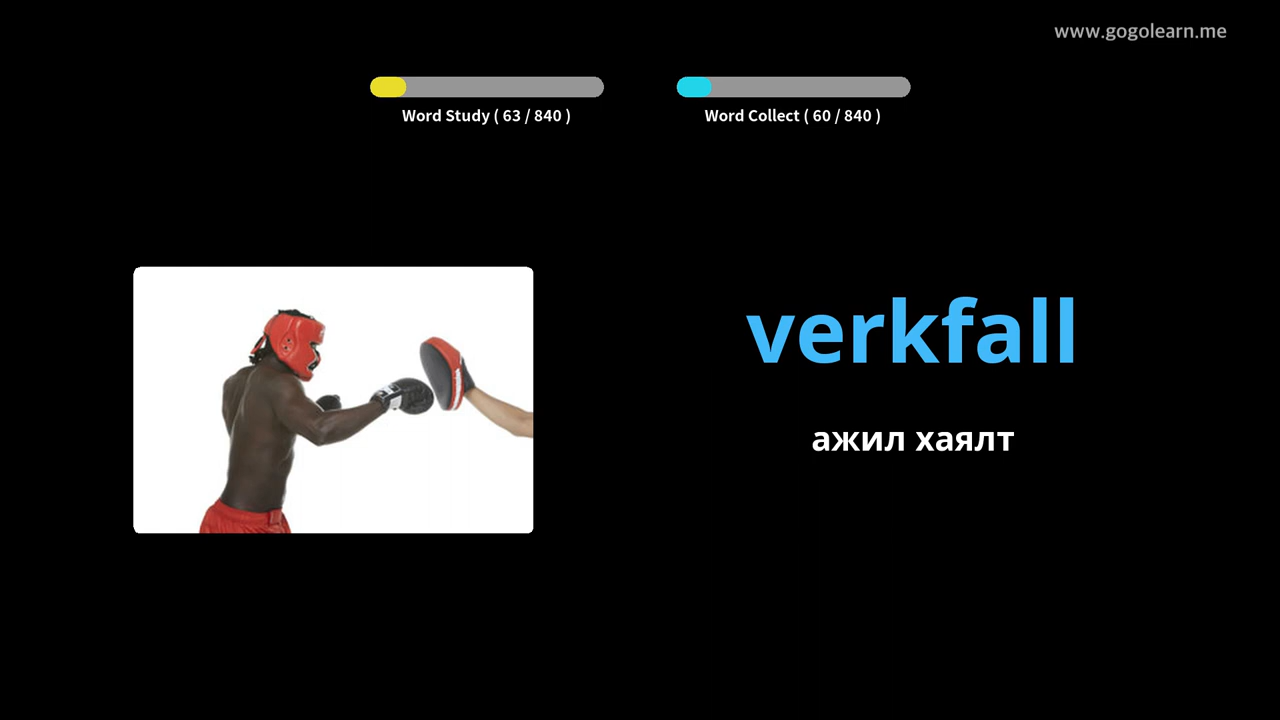 www.gogolearn.me
Word Study ( 63 / 840 )
Word Collect ( 60 / 840 )
verkfall
ажил хаялт